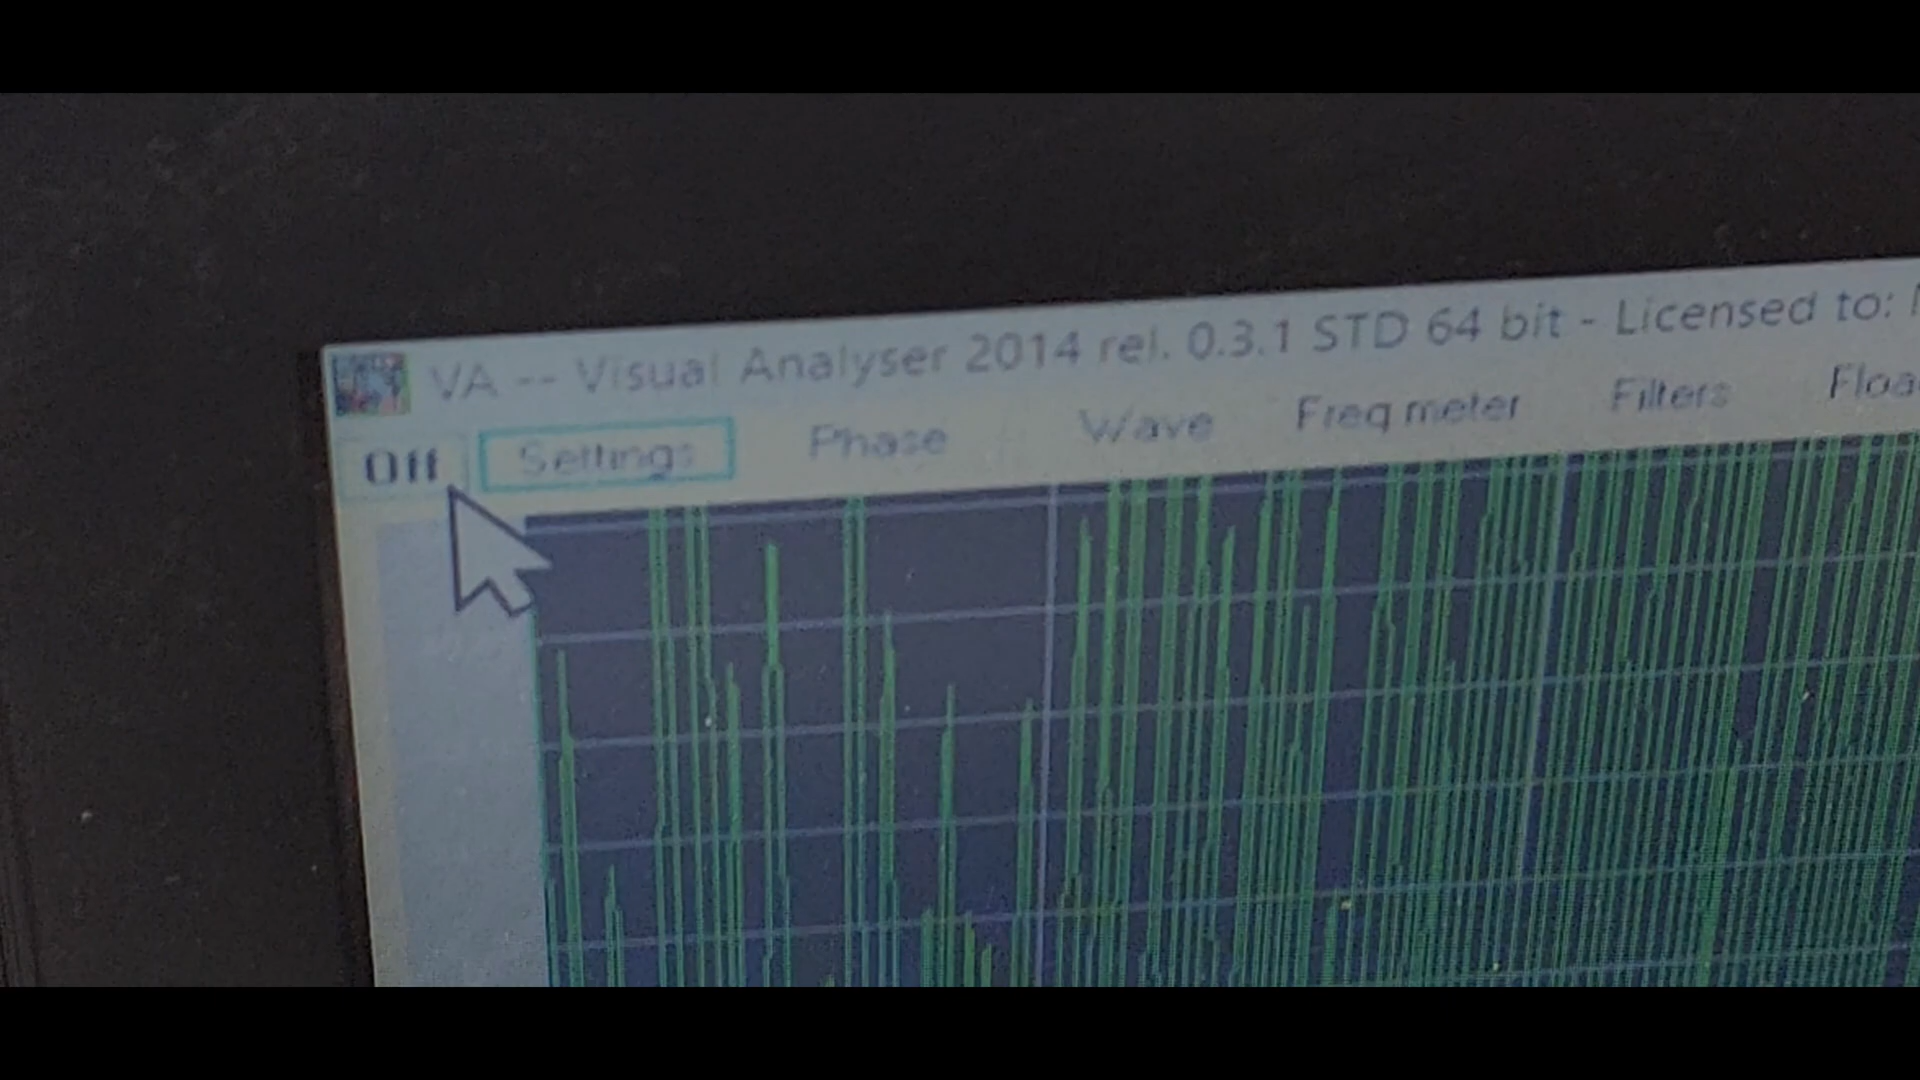 VA -- Visual Analyser 2014 rel. 0.3.1 STD 64 bit - Licensed to:
Off Settings Phase Wave Freq meter Filters